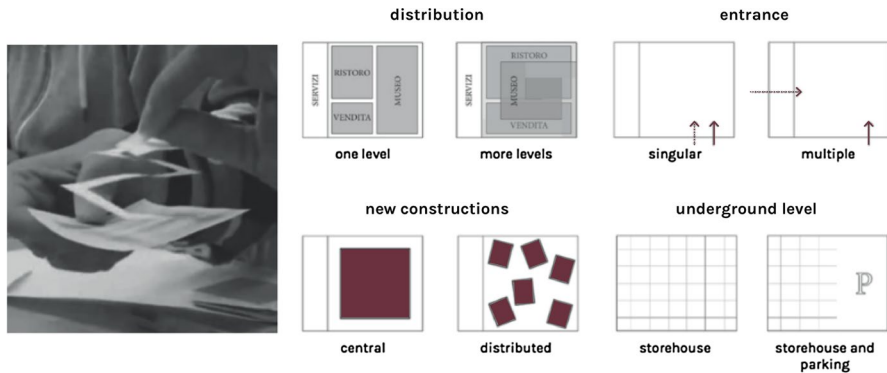 distribution
entrance
SERVIZI
RISTORO
VENDITA
MUSEO
one level
SERVIZI
RISTORO
MUSEO
VENDITA
more levels
singular
multiple
new constructions
underground level
central
distributed
storehouse
P
storehouse and
parking